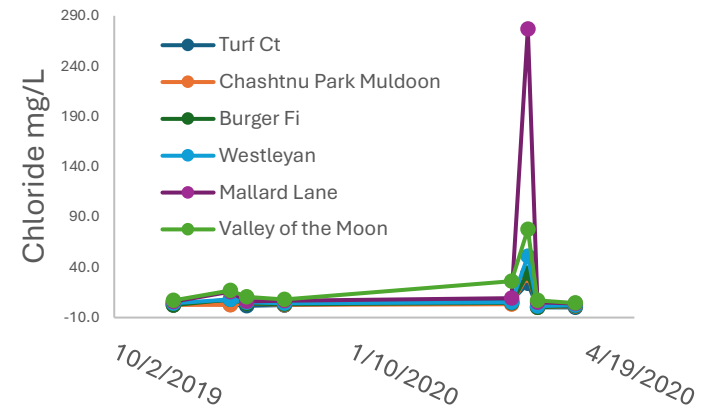 290.0
240.0
190.0
140.0
90.0
40.0
-10.0
Chloride mg/L
Turf Ct
Chashtnu Park Muldoon
Burger Fi
Westleyan
Mallard Lane
Valley of the Moon
10/2/2019
1/10/2020
4/19/2020